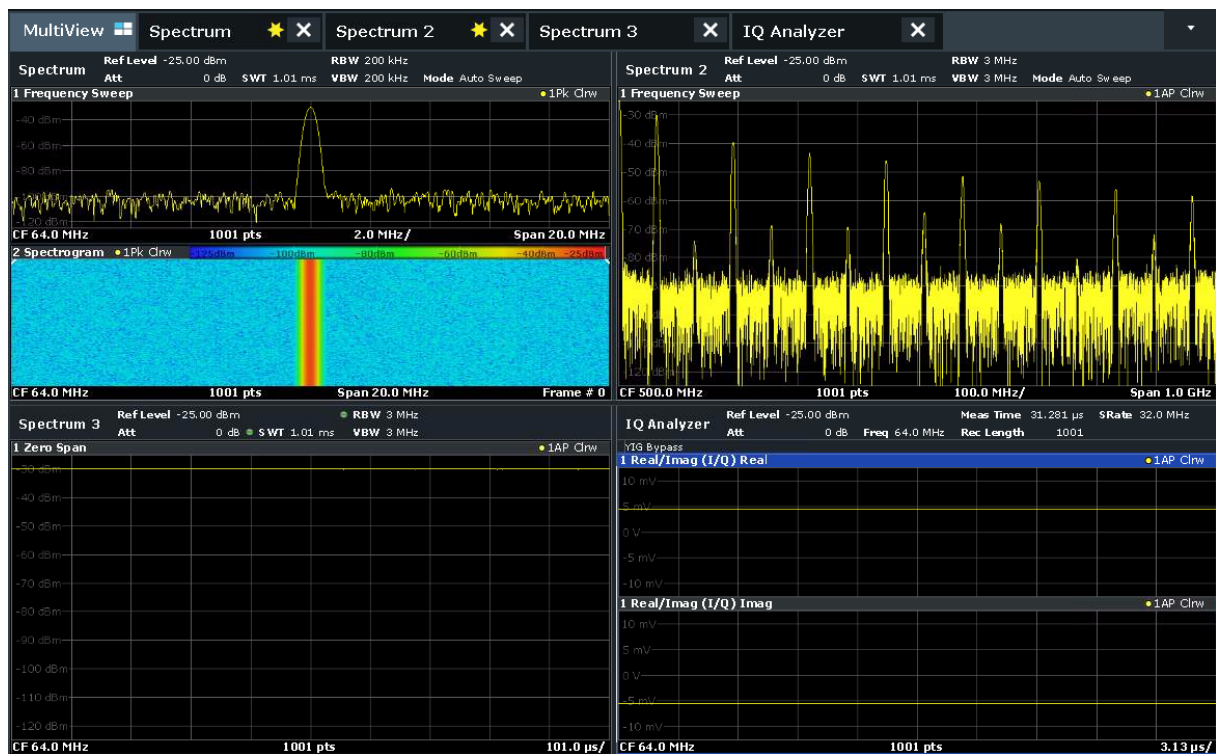 MultiView Spectrum Spectrum 2 Spectrum 3 IQ Analyzer
Spectrum
Ref Level -25.00 dBm RBW 200 kHz
Att 0 dB SWT 1.01 ms VBW 200 kHz Mode Auto Sweep
1 Frequency Sweep 1Pk Clrw
-40 dBm
-60 dBm
-80 dBm
-100 dBm
-120 dBm
CF 64.0 MHz 1001 pts 2.0 MHz/ Span 20.0 MHz
2 Spectrogram 1Pk Clrw -125dBm -100dBm -80dBm -60dBm -40dBm -25dBm
CF 64.0 MHz 1001 pts Span 20.0 MHz Frame # 0
Spectrum 2
Ref Level -25.00 dBm RBW 3 MHz
Att 0 dB SWT 1.01 ms VBW 3 MHz Mode Auto Sweep
1 Frequency Sweep 1AP Clrw
-30 dBm
-40 dBm
-50 dBm
-60 dBm
-70 dBm
-80 dBm
-120 dBm
CF 500.0 MHz 1001 pts 100.0 MHz/ Span 1.0 GHz
Spectrum 3
Ref Level -25.00 dBm RBW 3 MHz
Att 0 dB SWT 1.01 ms VBW 3 MHz
1 Zero Span 1AP Clrw
-30 dBm
-40 dBm
-50 dBm
-60 dBm
-70 dBm
-80 dBm
-90 dBm
-100 dBm
-110 dBm
-120 dBm
CF 64.0 MHz 1001 pts 101.0 µs/
IQ Analyzer
Ref Level -25.00 dBm Meas Time 31.281 µs SRate 32.0 MHz
Att 0 dB Freq 64.0 MHz Rec Length 1001
YIG Bypass
1 Real/Imag (I/Q) Real 1AP Clrw
10 mV
5 mV
0 V
-5 mV
-10 mV
1 Real/Imag (I/Q) Imag 1AP Clrw
10 mV
5 mV
0 V
-5 mV
-10 mV
CF 64.0 MHz 1001 pts 3.13 µs/